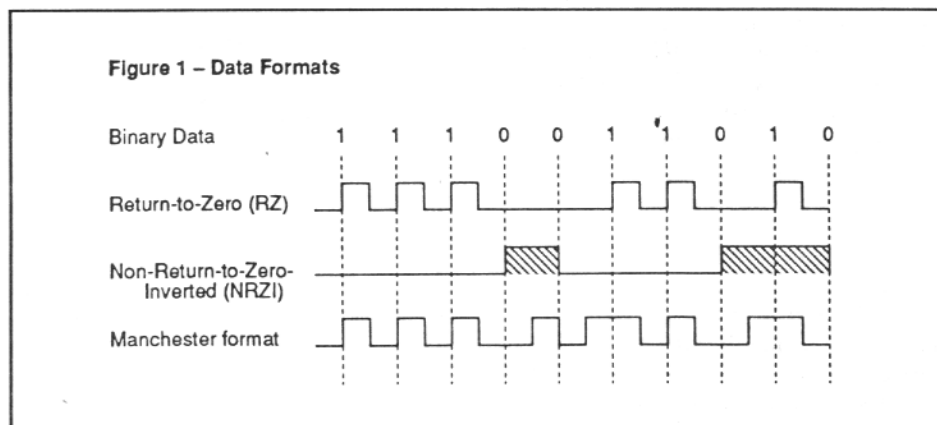 Figure 1 – Data Formats
Binary Data 1 1 1 0 0 1 1 0 1 0
Return-to-Zero (RZ)
Non-Return-to-Zero-
Inverted (NRZI)
Manchester format